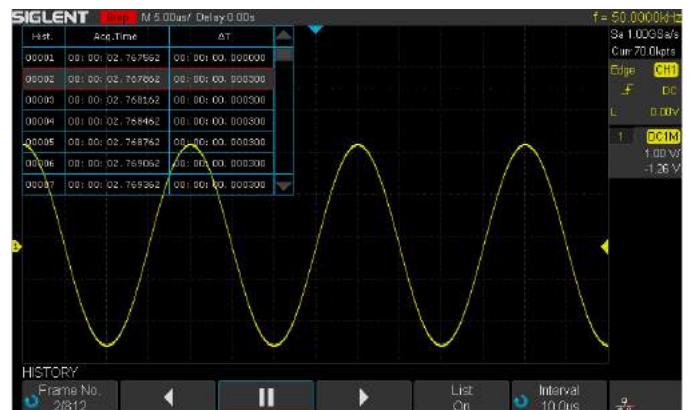 SIGLENT Stop M 5.00us/ Delay:0.00s f = 50.0000kHz
Hist. Acq.Time ΔT
Sa 1.00GSa/s
Curr 70.0kpts
00001 00: 00: 02. 767562 00: 00: 00. 000000
00002 00: 00: 02. 767862 00: 00: 00. 000300
00003 00: 00: 02. 768162 00: 00: 00. 000300
00004 00: 00: 02. 768462 00: 00: 00. 000300
00005 00: 00: 02. 768762 00: 00: 00. 000300
00006 00: 00: 02. 769062 00: 00: 00. 000300
00007 00: 00: 02. 769362 00: 00: 00. 000300
Edge CH1
DC
L 0.00V
1 DC1M
1.00 V/
-1.26 V
1
HISTORY
Frame No. List Interval
2/812 On 10.0us